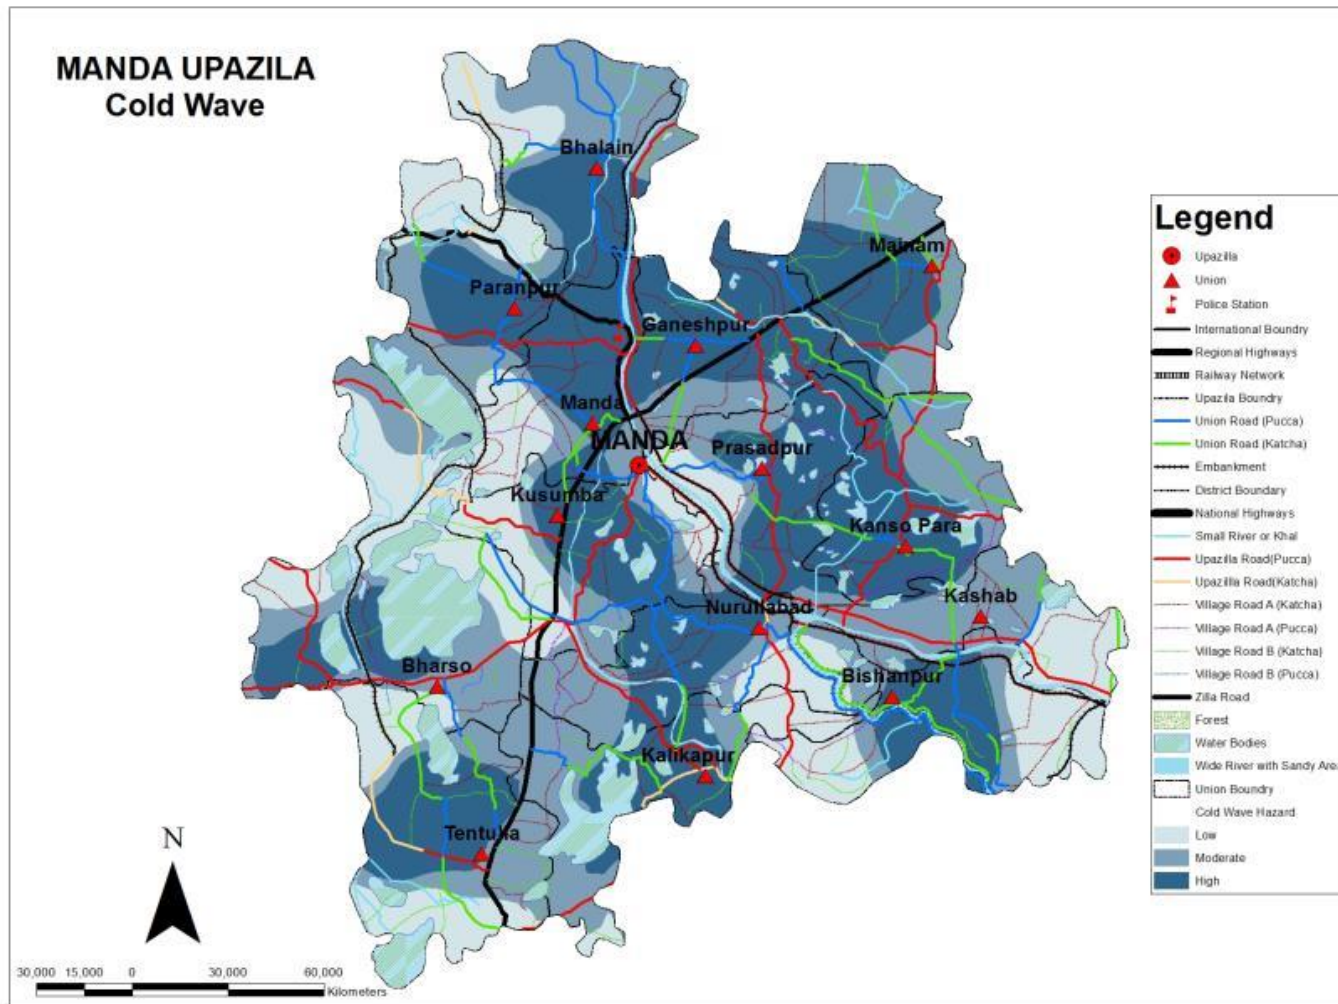 MANDA UPAZILA
Cold Wave
Bhalain
Mainam
Paranpur
Ganeshpur
Manda
MANDA
Prasadpur
Kusumba
Kanso Para
Kashab
Nurullabad
Bharso
Bishanpur
Kalikapur
Tentulia
N
30,000 15,000 0 30,000 60,000
Kilometers
Legend
Upazilla
Union
Police Station
International Boundry
Regional Highways
Railway Network
Upazila Boundry
Union Road (Pucca)
Union Road (Katcha)
Embankment
District Boundary
National Highways
Small River or Khal
Upazilla Road(Pucca)
Upazillla Road(Katcha)
Village Road A (Katcha)
Village Road A (Pucca)
Village Road B (Katcha)
Village Road B (Pucca)
Zilla Road
Forest
Water Bodies
Wide River with Sandy Area
Union Boundry
Cold Wave Hazard
Low
Moderate
High